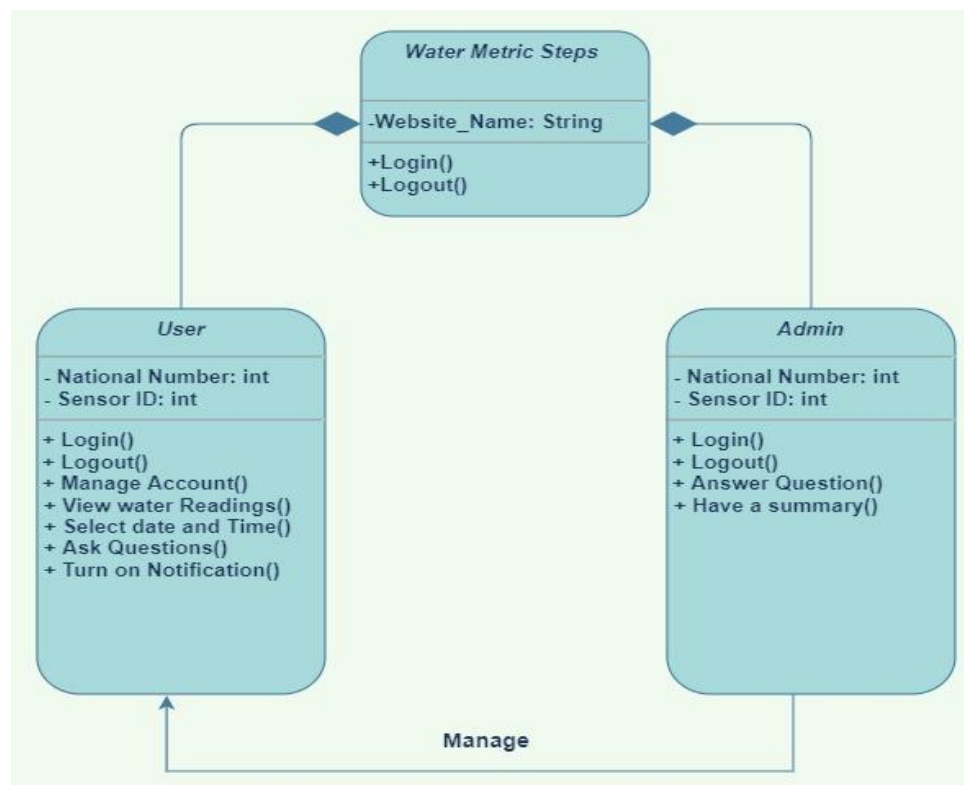 Water Metric Steps
-Website_Name: String
+Login()
+Logout()
User
- National Number: int
- Sensor ID: int
+ Login()
+ Logout()
+ Manage Account()
+ View water Readings()
+ Select date and Time()
+ Ask Questions()
+ Turn on Notification()
Admin
- National Number: int
- Sensor ID: int
+ Login()
+ Logout()
+ Answer Question()
+ Have a summary()
Manage